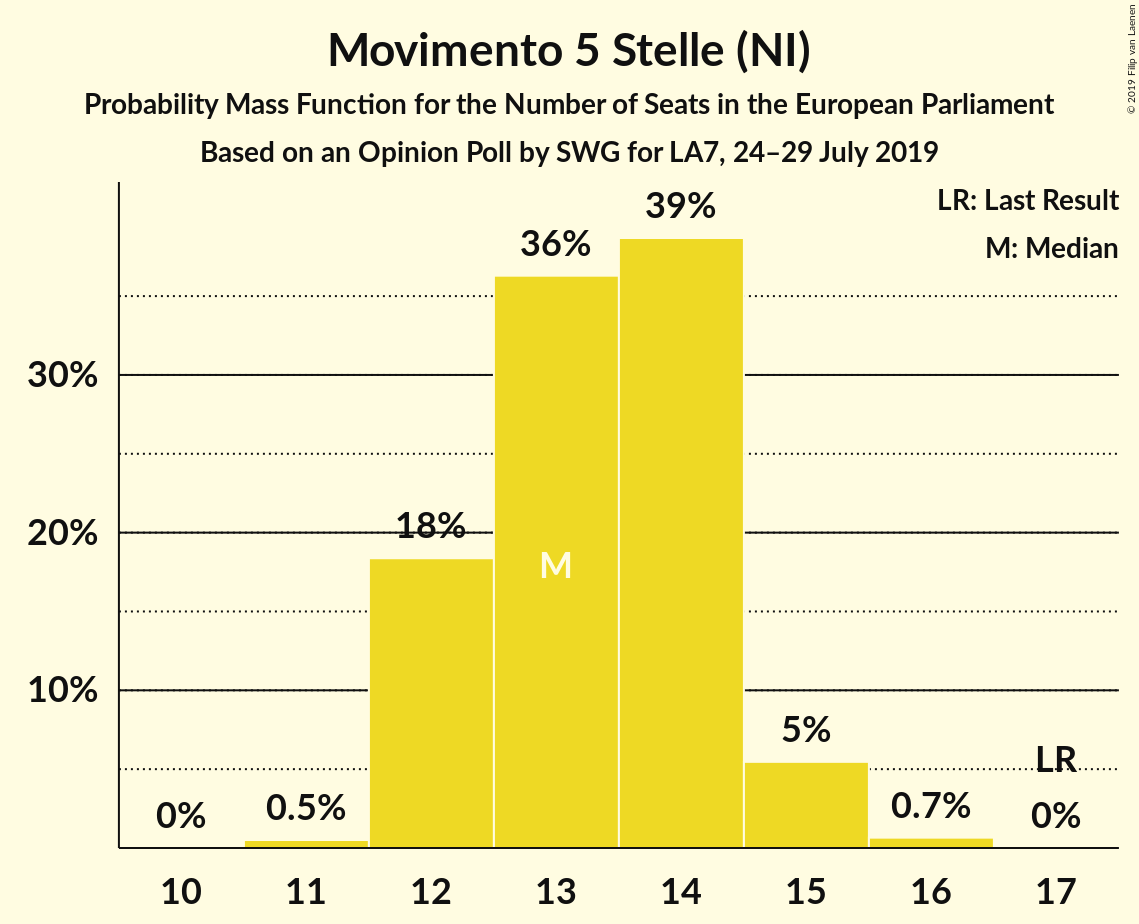 Movimento 5 Stelle (NI)
Probability Mass Function for the Number of Seats in the European Parliament
Based on an Opinion Poll by SWG for LA7, 24–29 July 2019
© 2019 Filip van Laenen
LR: Last Result
M: Median
39%
36%
30%
18%
20%
M
10%
5%
LR
0%
0.5%
0.7%
0%
10 11 12 13 14 15 16 17